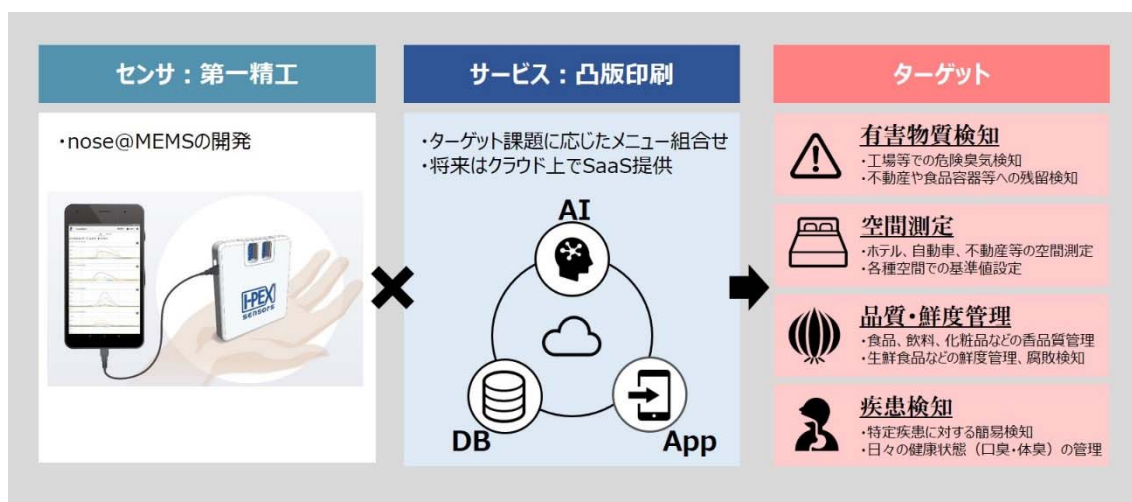 センサ：第一精工
・nose@MEMSの開発
I-PEX
sensors
サービス：凸版印刷
・ターゲット課題に応じたメニュー組合せ
・将来はクラウド上でSaaS提供
AI
DB
App
ターゲット
有害物質検知
・工場等での危険臭気検知
・不動産や食品容器等への残留検知
空間測定
・ホテル、自動車、不動産等の空間測定
・各種空間での基準値設定
品質・鮮度管理
・食品、飲料、化粧品などの香品質管理
・生鮮食品などの鮮度管理、腐敗検知
疾患検知
・特定疾患に対する簡易検知
・日々の健康状態（口臭・体臭）の管理